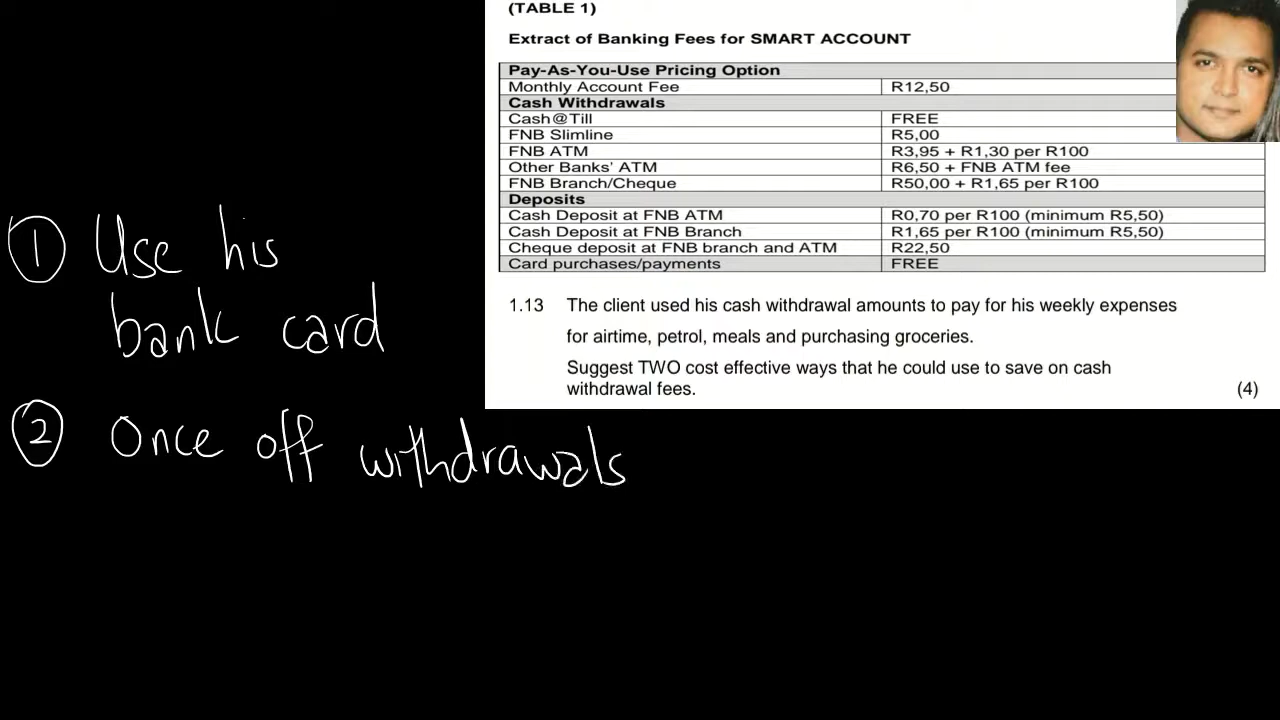 (TABLE 1)
Extract of Banking Fees for SMART ACCOUNT
Pay-As-You-Use Pricing Option
Monthly Account Fee R12,50
Cash Withdrawals
Cash@Till FREE
FNB Slimline R5,00
FNB ATM R3,95 + R1,30 per R100
Other Banks' ATM R6,50 + FNB ATM fee
FNB Branch/Cheque R50,00 + R1,65 per R100
Deposits
Cash Deposit at FNB ATM R0,70 per R100 (minimum R5,50)
Cash Deposit at FNB Branch R1,65 per R100 (minimum R5,50)
Cheque deposit at FNB branch and ATM R22,50
Card purchases/payments FREE
1.13 The client used his cash withdrawal amounts to pay for his weekly expenses
for airtime, petrol, meals and purchasing groceries.
Suggest TWO cost effective ways that he could use to save on cash
withdrawal fees. (4)
1 Use his
bank card
2 Once off withdrawals